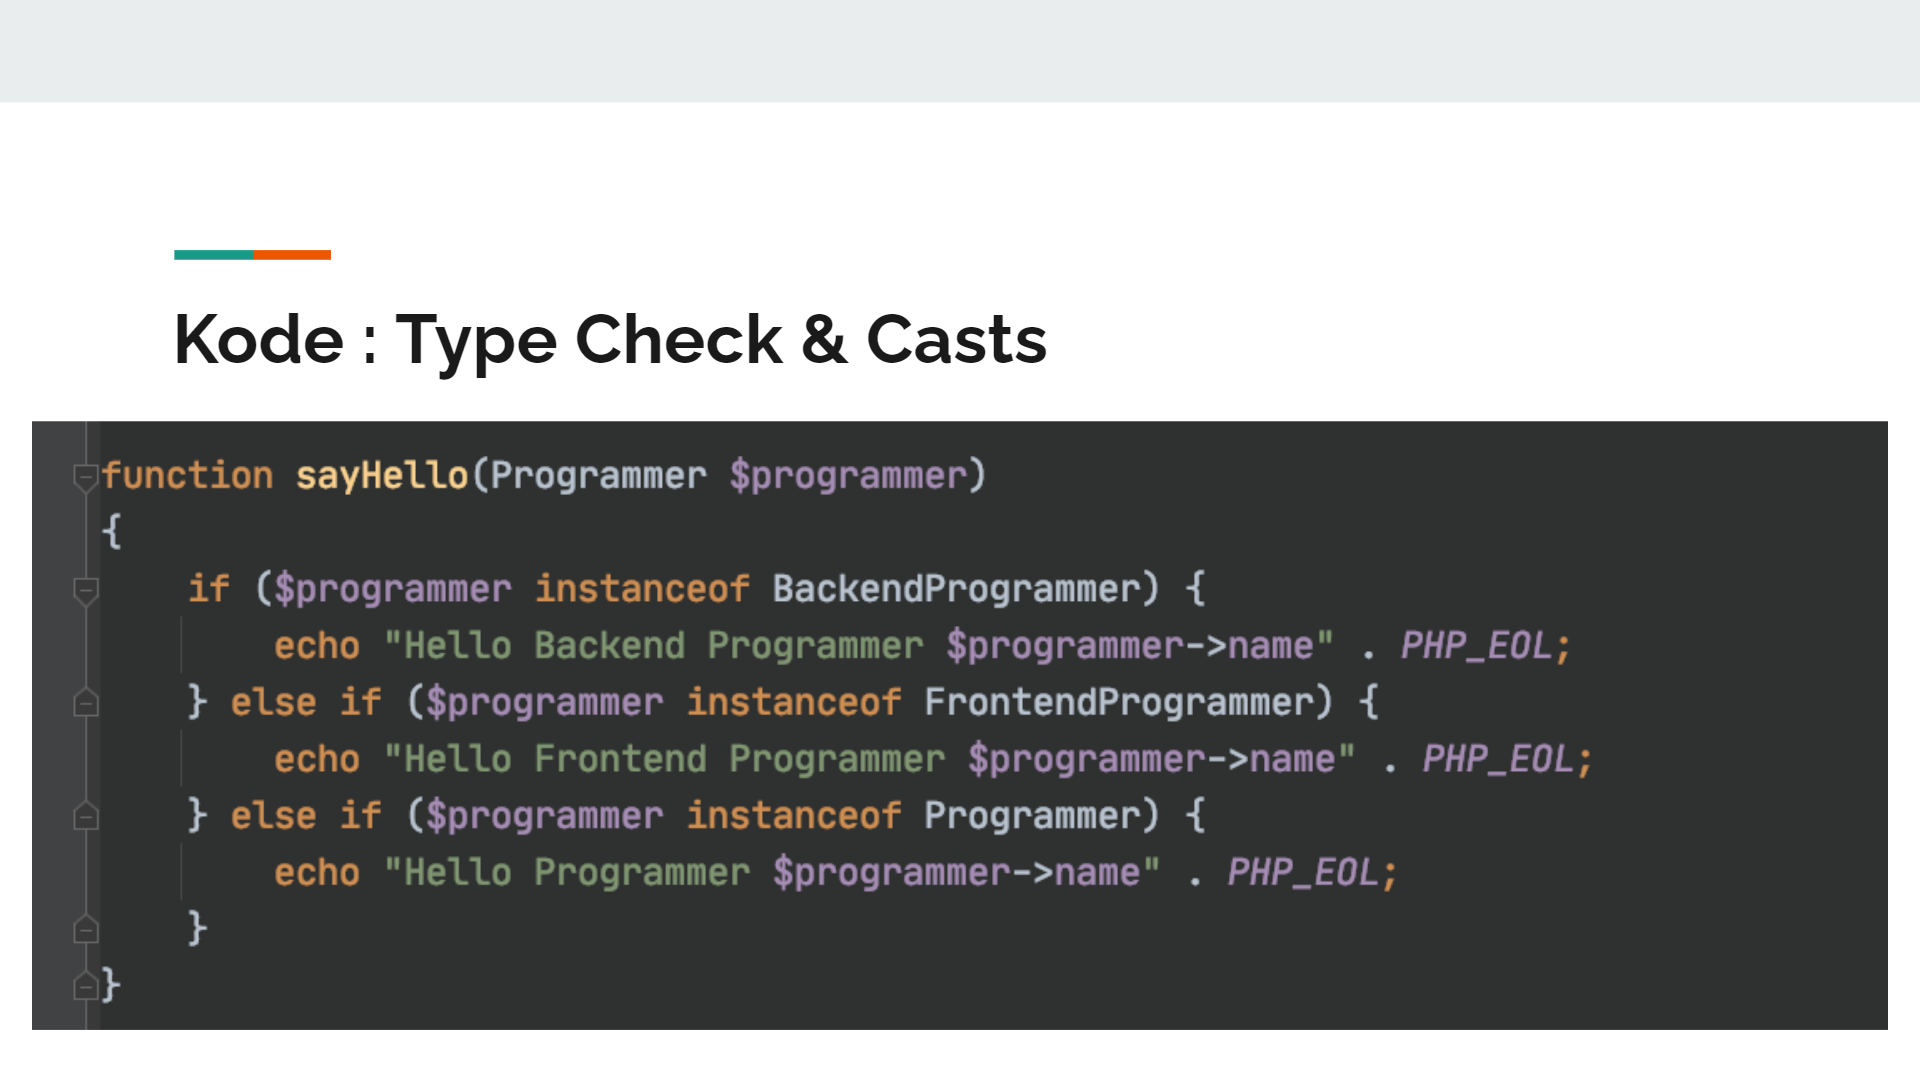 Kode : Type Check & Casts
function sayHello(Programmer $programmer)
{
    if ($programmer instanceof BackendProgrammer) {
        echo "Hello Backend Programmer $programmer->name" . PHP_EOL;
    } else if ($programmer instanceof FrontendProgrammer) {
        echo "Hello Frontend Programmer $programmer->name" . PHP_EOL;
    } else if ($programmer instanceof Programmer) {
        echo "Hello Programmer $programmer->name" . PHP_EOL;
    }
}